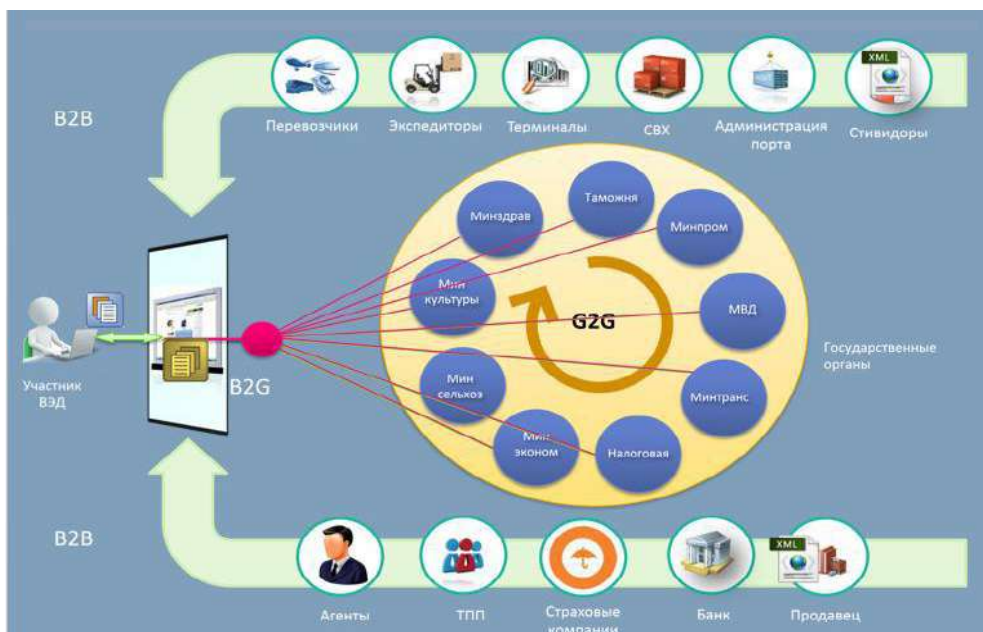 B2B
XML
Перевозчики
Экспедиторы
Терминалы
СВХ
Администрация
порта
Стивидоры
Минздрав
Таможня
Минпром
Мин
культуры
G2G
МВД
Государственные
органы
Участник
ВЭД
B2G
Мин
сельхоз
Минтранс
Мин
эконом
Налоговая
B2B
XML
Агенты
ТПП
Страховые
компании
Банк
Продавец